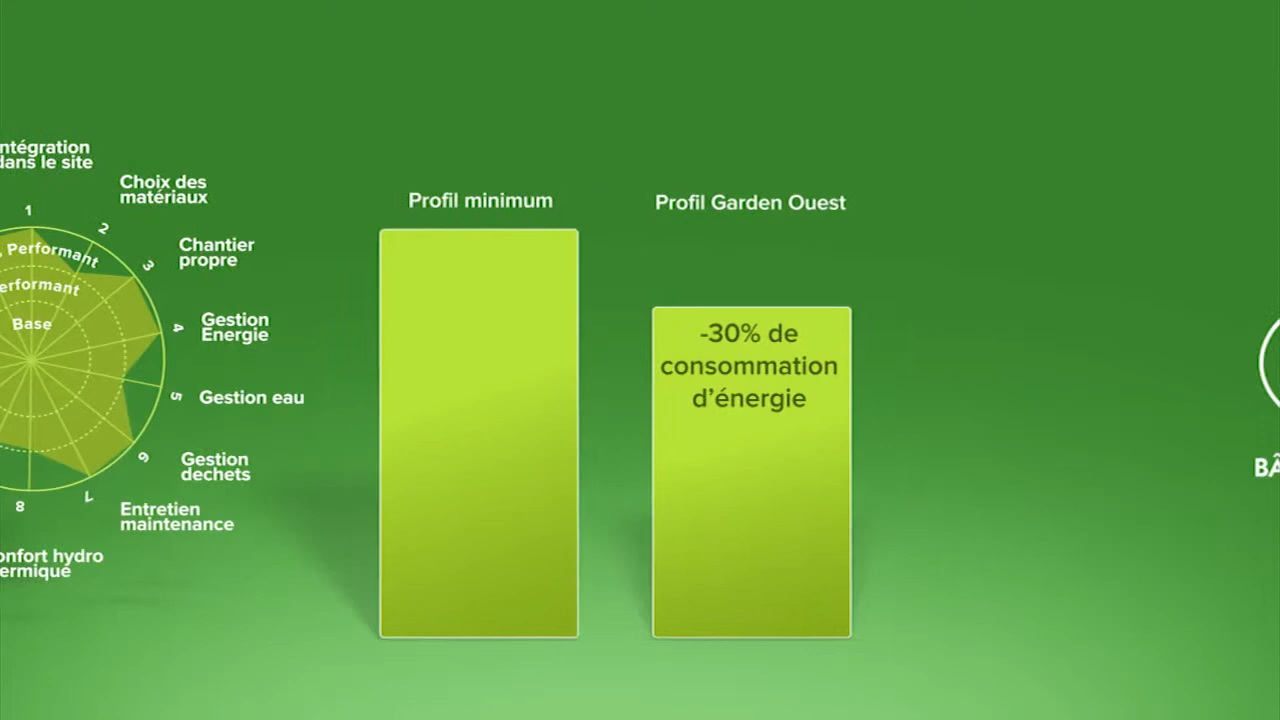 ntégration
dans le site
Choix des
matériaux
1
2
Chantier
propre
3
Performant
erformant
Base
Gestion
Energie
4
5
Gestion eau
6
Gestion
dechets
7
Entretien
maintenance
8
onfort hydro
ermique
Profil minimum
Profil Garden Ouest
-30% de
consommation
d'énergie
BÂ